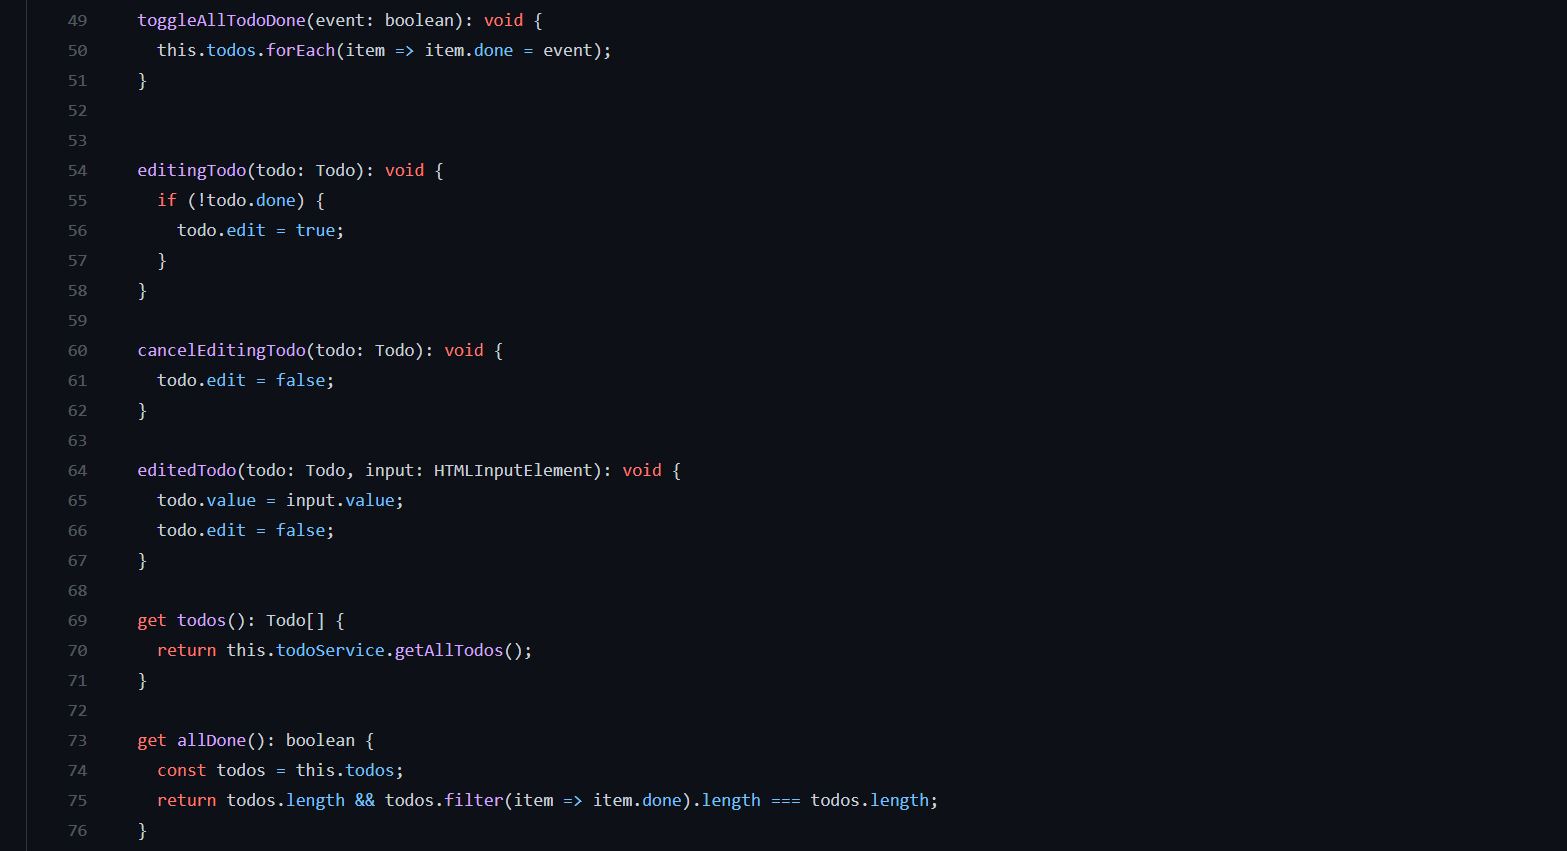 49 toggleAllTodoDone(event: boolean): void {
50 this.todos.forEach(item => item.done = event);
51 }
52
53
54 editingTodo(todo: Todo): void {
55 if (!todo.done) {
56 todo.edit = true;
57 }
58 }
59
60 cancelEditingTodo(todo: Todo): void {
61 todo.edit = false;
62 }
63
64 editedTodo(todo: Todo, input: HTMLInputElement): void {
65 todo.value = input.value;
66 todo.edit = false;
67 }
68
69 get todos(): Todo[] {
70 return this.todoService.getAllTodos();
71 }
72
73 get allDone(): boolean {
74 const todos = this.todos;
75 return todos.length && todos.filter(item => item.done).length === todos.length;
76 }